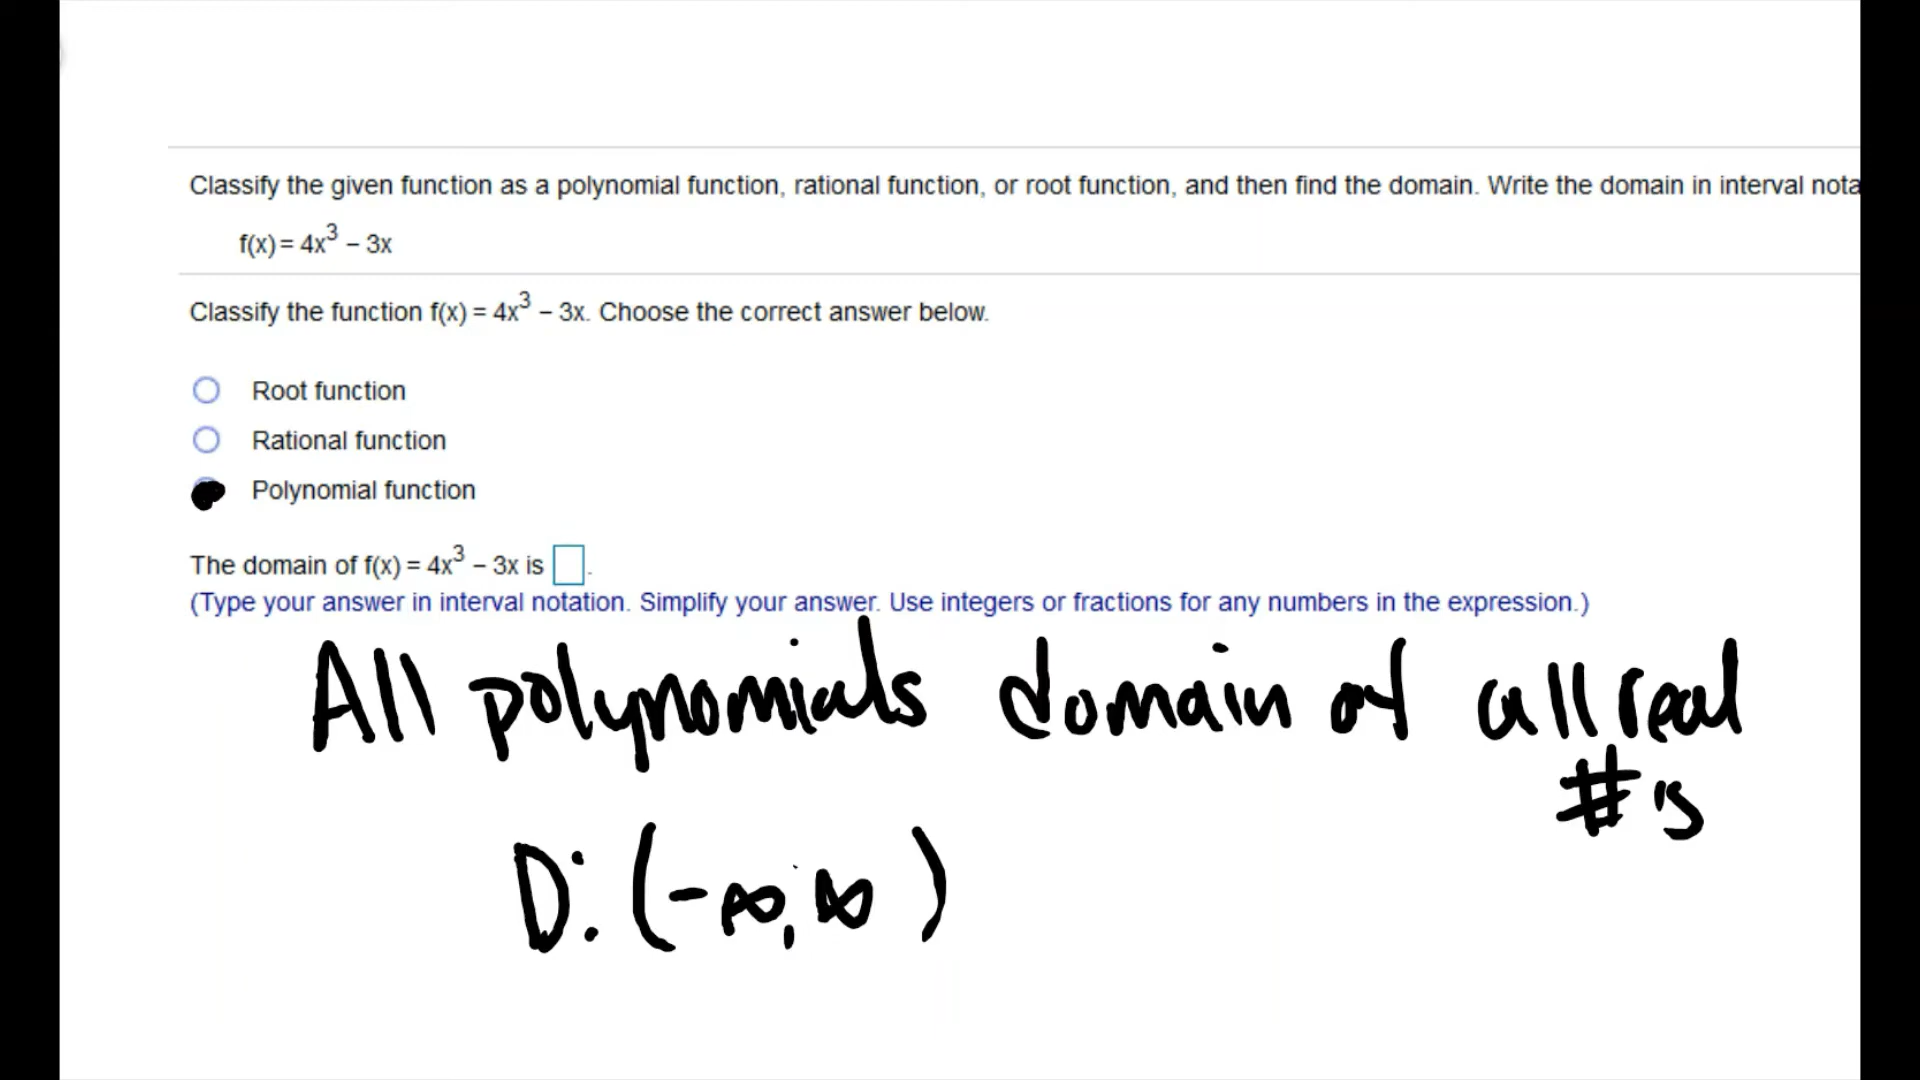 Classify the given function as a polynomial function, rational function, or root function, and then find the domain. Write the domain in interval nota
f(x) = 4x³ − 3x
Classify the function f(x) = 4x³ − 3x. Choose the correct answer below.
Root function
Rational function
Polynomial function
The domain of f(x) = 4x³ − 3x is .
(Type your answer in interval notation. Simplify your answer. Use integers or fractions for any numbers in the expression.)
All polynomials domain of all real
#'s
D: (-∞, ∞)